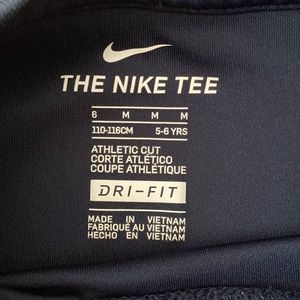 THE NIKE TEE
6 M M M
110-116CM 5-6 YRS
ATHLETIC CUT
CORTE ATLÉTICO
COUPE ATHLÉTIQUE
DRI-FIT
MADE IN VIETNAM
FABRIQUÉ AU VIETNAM
HECHO EN VIETNAM